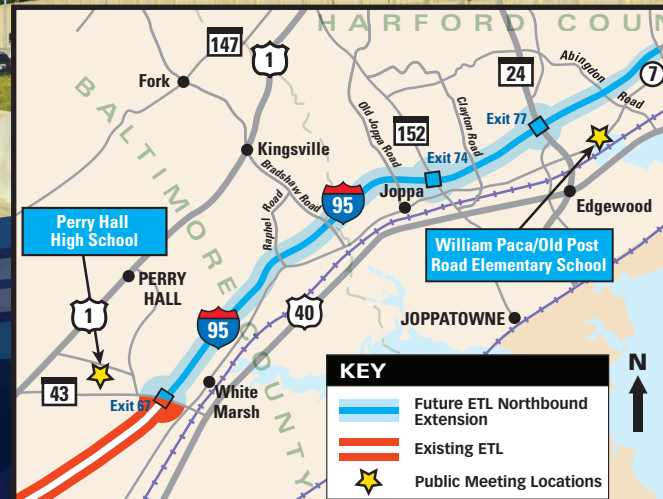 HARFORD COUN
147
1
7
24
Abingdon
Road
Fork
Exit 77
Old Joppa Road
152
Clayton Road
Kingsville
Exit 74
Bradshaw Road
Raphel Road
95
Joppa
Edgewood
BALTIMORE COUNTY
Perry Hall
High School
William Paca/Old Post
Road Elementary School
PERRY
HALL
1
95
40
JOPPATOWNE
43
Exit 67
White
Marsh
KEY
Future ETL Northbound
Extension
Existing ETL
Public Meeting Locations
N